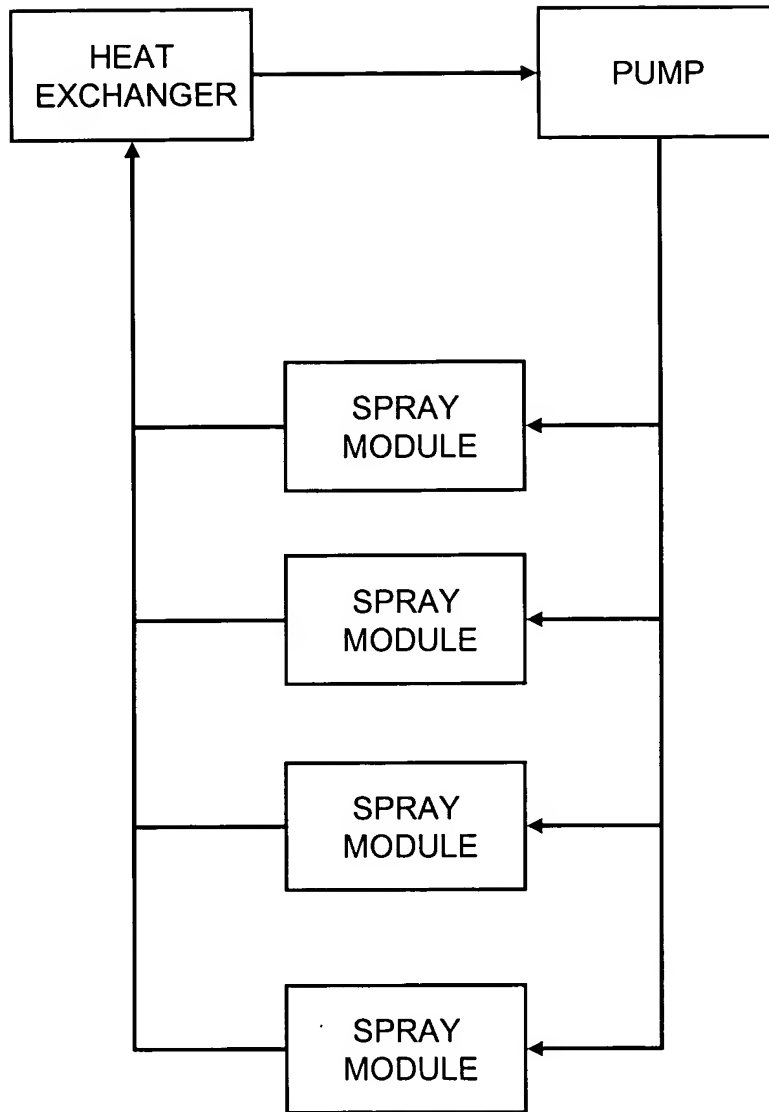 HEAT
EXCHANGER
PUMP
SPRAY
MODULE
SPRAY
MODULE
SPRAY
MODULE
SPRAY
MODULE